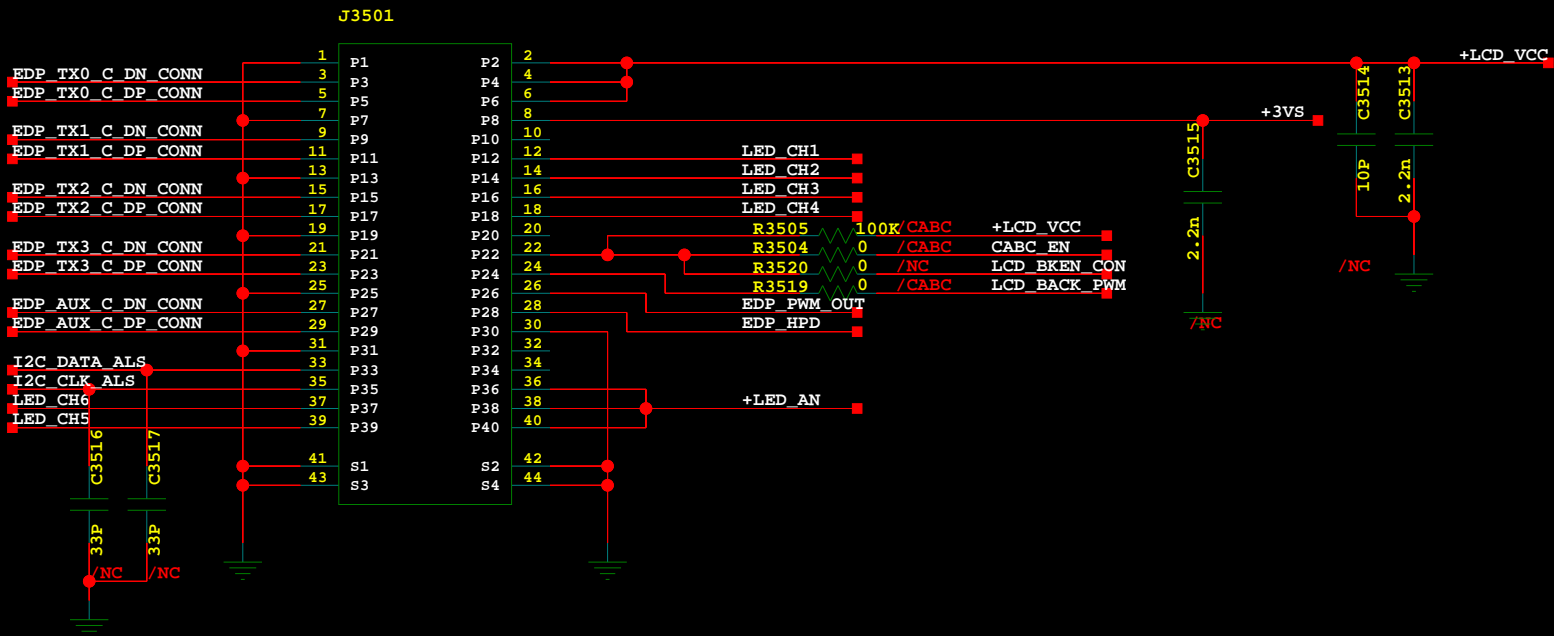 J3501
1 P1 P2 2
EDP_TX0_C_DN_CONN 3 P3 P4 4
EDP_TX0_C_DP_CONN 5 P5 P6 6
7 P7 P8 8
EDP_TX1_C_DN_CONN 9 P9 P10 10
EDP_TX1_C_DP_CONN 11 P11 P12 12 LED_CH1
13 P13 P14 14 LED_CH2
EDP_TX2_C_DN_CONN 15 P15 P16 16 LED_CH3
EDP_TX2_C_DP_CONN 17 P17 P18 18 LED_CH4
19 P19 P20 20 R3505 100K /CABC +LCD_VCC
EDP_TX3_C_DN_CONN 21 P21 P22 22 R3504 0 /CABC CABC_EN
EDP_TX3_C_DP_CONN 23 P23 P24 24 R3520 0 /NC LCD_BKEN_CON
25 P25 P26 26 R3519 0 /CABC LCD_BACK_PWM
EDP_AUX_C_DN_CONN 27 P27 P28 28 EDP_PWM_OUT
EDP_AUX_C_DP_CONN 29 P29 P30 30 EDP_HPD
31 P31 P32 32
I2C_DATA_ALS 33 P33 P34 34
I2C_CLK_ALS 35 P35 P36 36
LED_CH6 37 P37 P38 38 +LED_AN
LED_CH5 39 P39 P40 40
41 S1 S2 42
43 S3 S4 44
C3516 33P /NC
C3517 33P /NC
+LCD_VCC
+3VS
C3515 2.2n /NC
C3514 10P /NC
C3513 2.2n